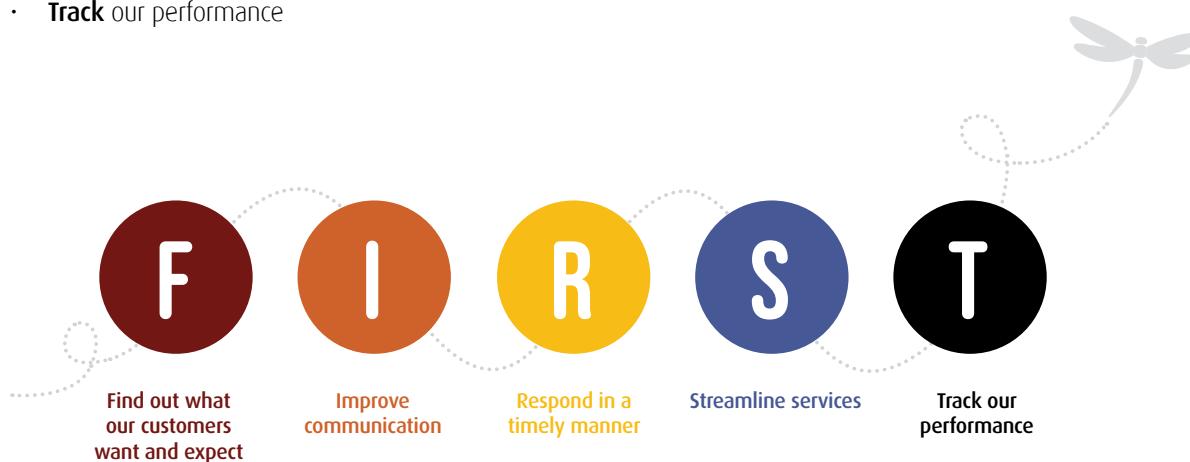 · Track our performance
F I R S T
Find out what
our customers
want and expect
Improve
communication
Respond in a
timely manner
Streamline services
Track our
performance